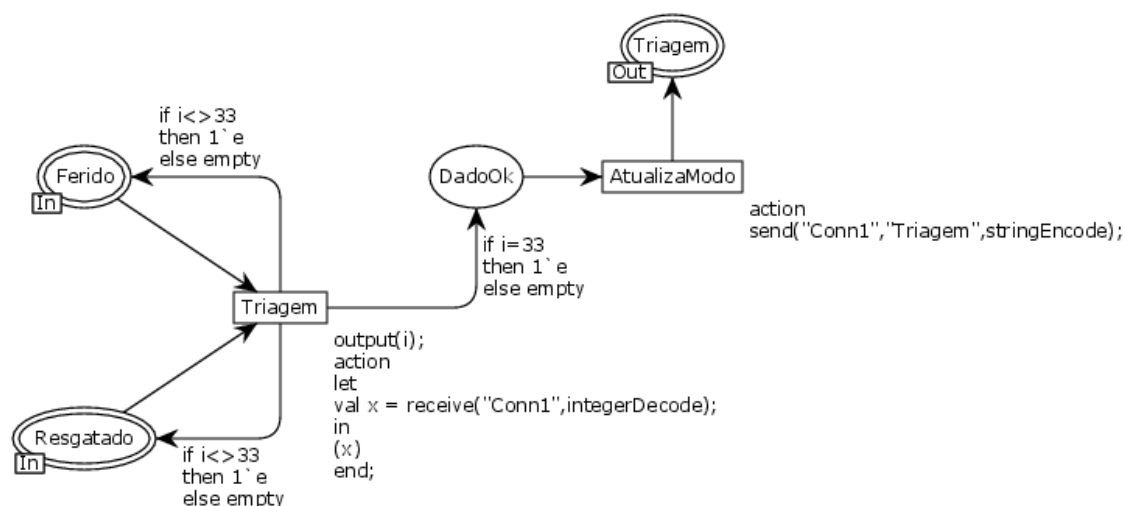 Triagem
Out
if i<>33
then 1`e
else empty
Ferido
In
DadoOk
AtualizaModo
action
send("Conn1","Triagem",stringEncode);
if i=33
then 1`e
else empty
Triagem
output(i);
action
let
val x = receive("Conn1",integerDecode);
in
(x)
end;
Resgatado
In
if i<>33
then 1`e
else empty